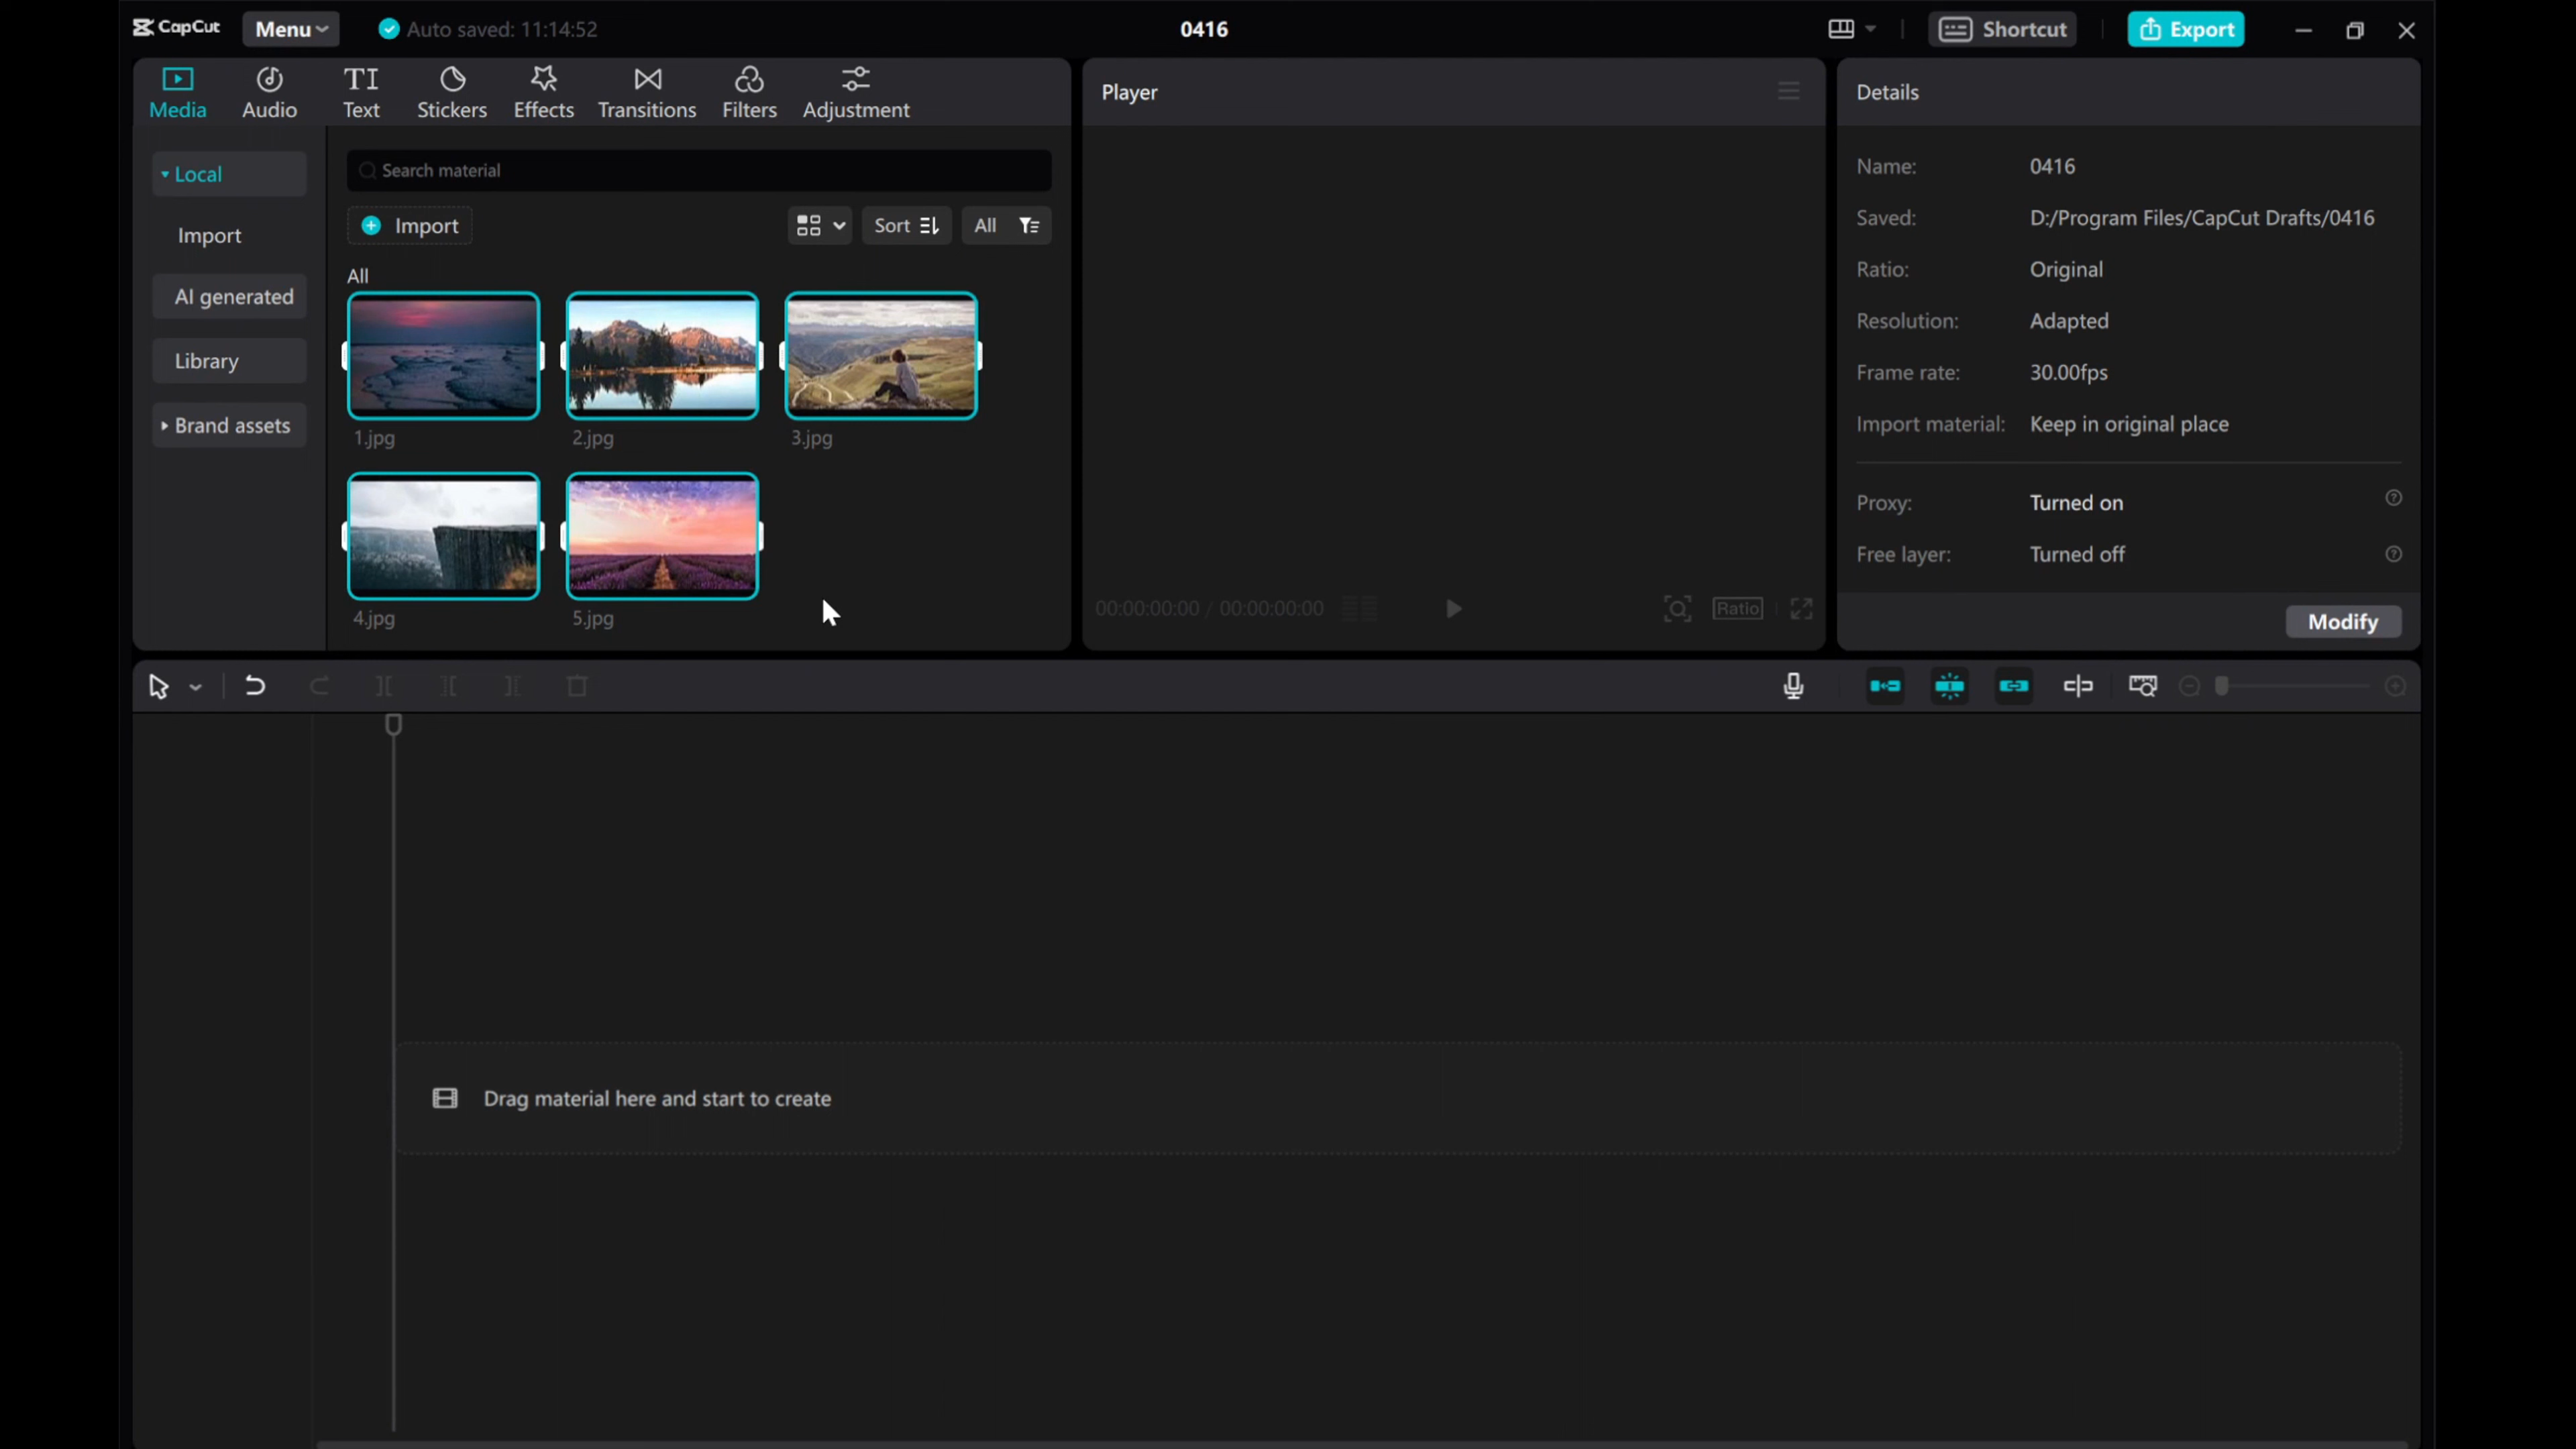 CapCut
Menu
Auto saved: 11:14:52
0416
Shortcut
Export
Media
Audio
Text
Stickers
Effects
Transitions
Filters
Adjustment
Local
Import
AI generated
Library
Brand assets
Search material
Import
Sort
All
All
1.jpg
2.jpg
3.jpg
4.jpg
5.jpg
Player
00:00:00:00 / 00:00:00:00
Ratio
Details
Name: 0416
Saved: D:/Program Files/CapCut Drafts/0416
Ratio: Original
Resolution: Adapted
Frame rate: 30.00fps
Import material: Keep in original place
Proxy: Turned on
Free layer: Turned off
Modify
Drag material here and start to create